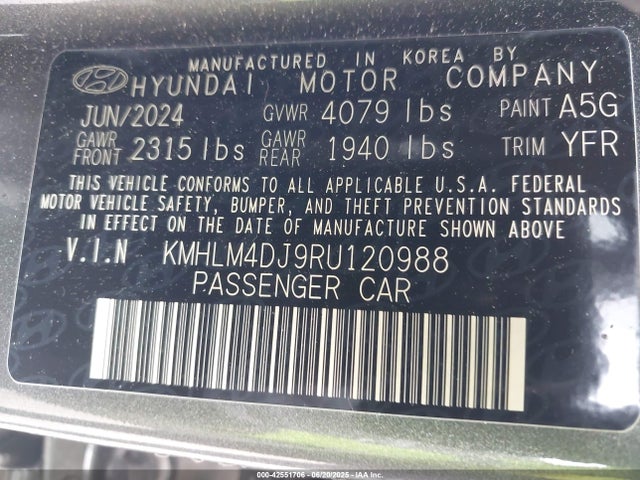 MANUFACTURED IN KOREA BY
HYUNDAI MOTOR COMPANY
JUN/2024 GVWR 4079 lbs PAINT A5G
GAWR FRONT 2315 lbs GAWR REAR 1940 lbs TRIM YFR
THIS VEHICLE CONFORMS TO ALL APPLICABLE U.S.A. FEDERAL
MOTOR VEHICLE SAFETY, BUMPER, AND THEFT PREVENTION STANDARDS
IN EFFECT ON THE DATE OF MANUFACTURE SHOWN ABOVE
V.I.N KMHLM4DJ9RU120988
PASSENGER CAR
000-42551706 - 06/20/2025 - IAAI.COM